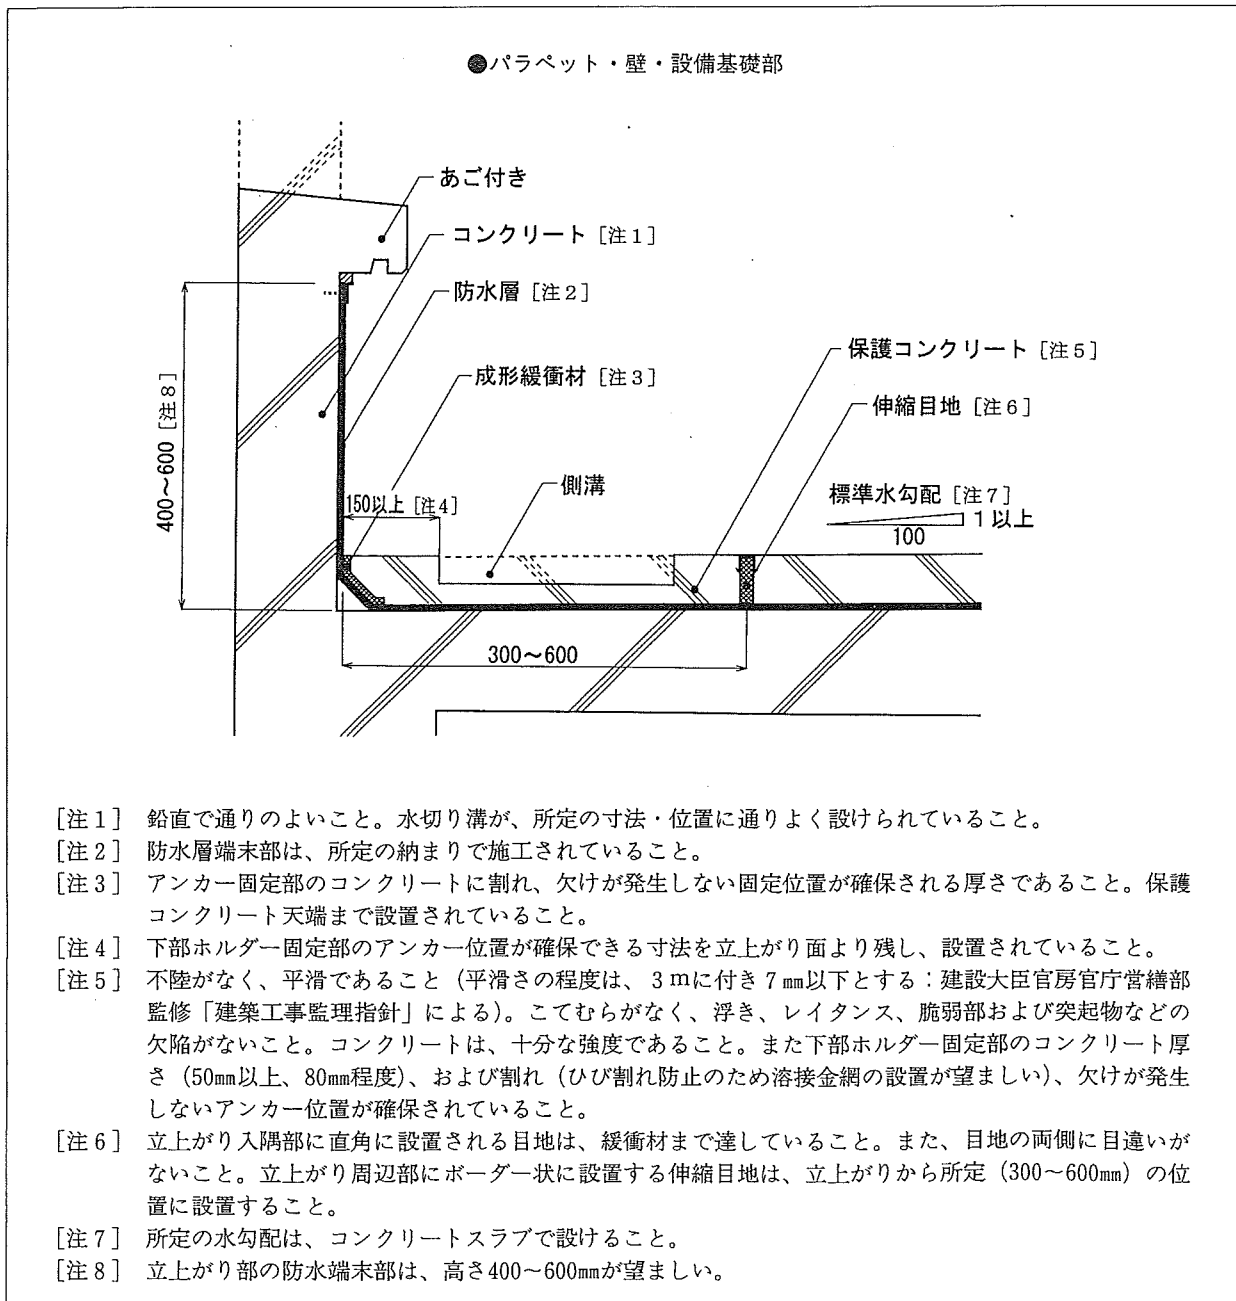 ●パラペット・壁・設備基礎部
あご付き
コンクリート［注1］
防水層［注2］
保護コンクリート［注5］
成形緩衝材［注3］
伸縮目地［注6］
400～600［注8］
側溝
150以上［注4］
標準水勾配［注7］
1以上
100
300～600
［注1］ 鉛直で通りのよいこと。水切り溝が、所定の寸法・位置に通りよく設けられていること。
［注2］ 防水層端末部は、所定の納まりで施工されていること。
［注3］ アンカー固定部のコンクリートに割れ、欠けが発生しない固定位置が確保される厚さであること。保護
コンクリート天端まで設置されていること。
［注4］ 下部ホルダー固定部のアンカー位置が確保できる寸法を立上がり面より残し、設置されていること。
［注5］ 不陸がなく、平滑であること（平滑さの程度は、3mに付き7㎜以下とする：建設大臣官房官庁営繕部
監修「建築工事監理指針」による）。こてむらがなく、浮き、レイタンス、脆弱部および突起物などの
欠陥がないこと。コンクリートは、十分な強度であること。また下部ホルダー固定部のコンクリート厚
さ（50㎜以上、80㎜程度）、および割れ（ひび割れ防止のため溶接金網の設置が望ましい）、欠けが発生
しないアンカー位置が確保されていること。
［注6］ 立上がり入隅部に直角に設置される目地は、緩衝材まで達していること。また、目地の両側に目違いが
ないこと。立上がり周辺部にボーダー状に設置する伸縮目地は、立上がりから所定（300～600㎜）の位
置に設置すること。
［注7］ 所定の水勾配は、コンクリートスラブで設けること。
［注8］ 立上がり部の防水端末部は、高さ400～600㎜が望ましい。